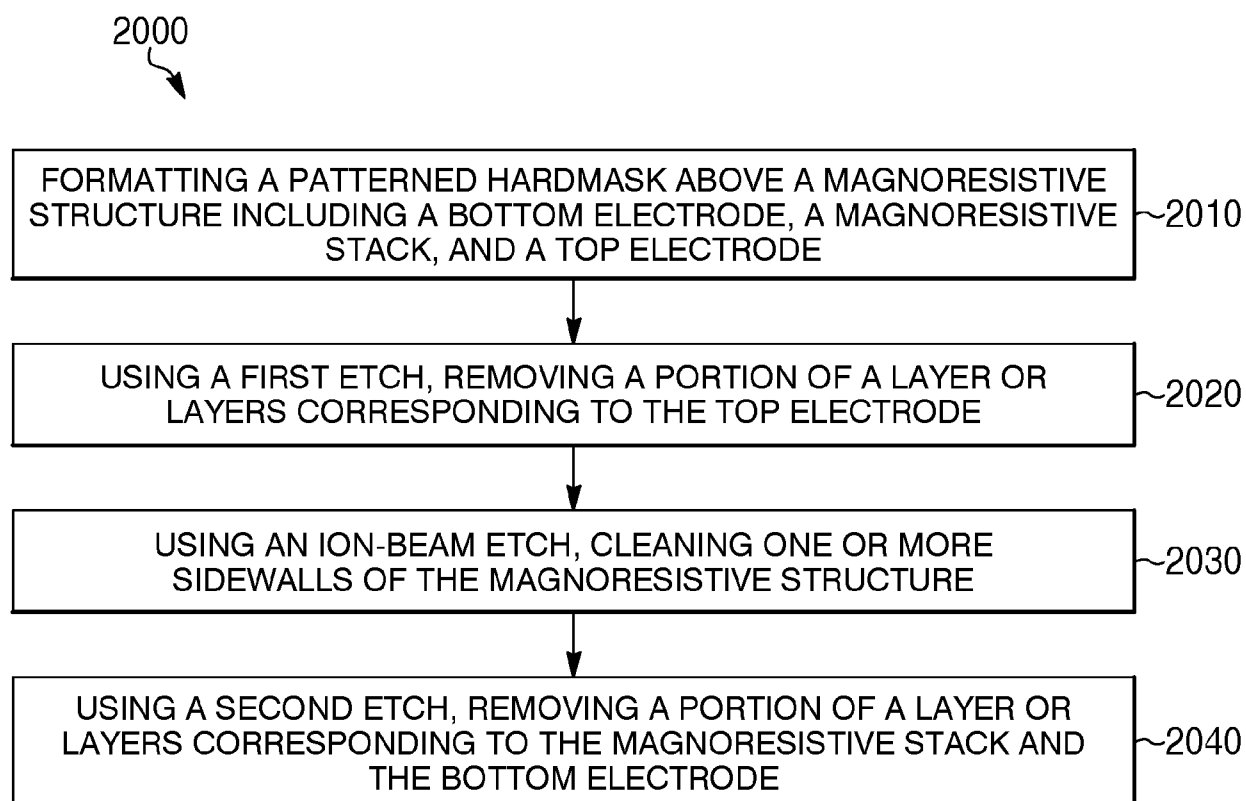 2000
FORMATTING A PATTERNED HARDMASK ABOVE A MAGNORESISTIVE
STRUCTURE INCLUDING A BOTTOM ELECTRODE, A MAGNORESISTIVE
STACK, AND A TOP ELECTRODE
2010
USING A FIRST ETCH, REMOVING A PORTION OF A LAYER OR
LAYERS CORRESPONDING TO THE TOP ELECTRODE
2020
USING AN ION-BEAM ETCH, CLEANING ONE OR MORE
SIDEWALLS OF THE MAGNORESISTIVE STRUCTURE
2030
USING A SECOND ETCH, REMOVING A PORTION OF A LAYER OR
LAYERS CORRESPONDING TO THE MAGNORESISTIVE STACK AND
THE BOTTOM ELECTRODE
2040